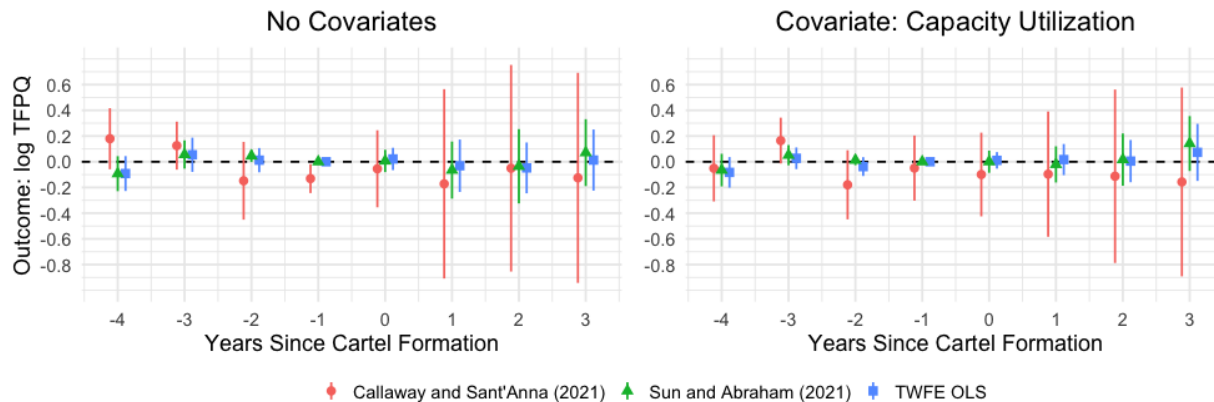 No Covariates
Covariate: Capacity Utilization
Outcome: log TFPQ
0.6
0.4
0.2
0.0
-0.2
-0.4
-0.6
-0.8
0.6
0.4
0.2
0.0
-0.2
-0.4
-0.6
-0.8
-4 -3 -2 -1 0 1 2 3
-4 -3 -2 -1 0 1 2 3
Years Since Cartel Formation
Years Since Cartel Formation
Callaway and Sant'Anna (2021) Sun and Abraham (2021) TWFE OLS